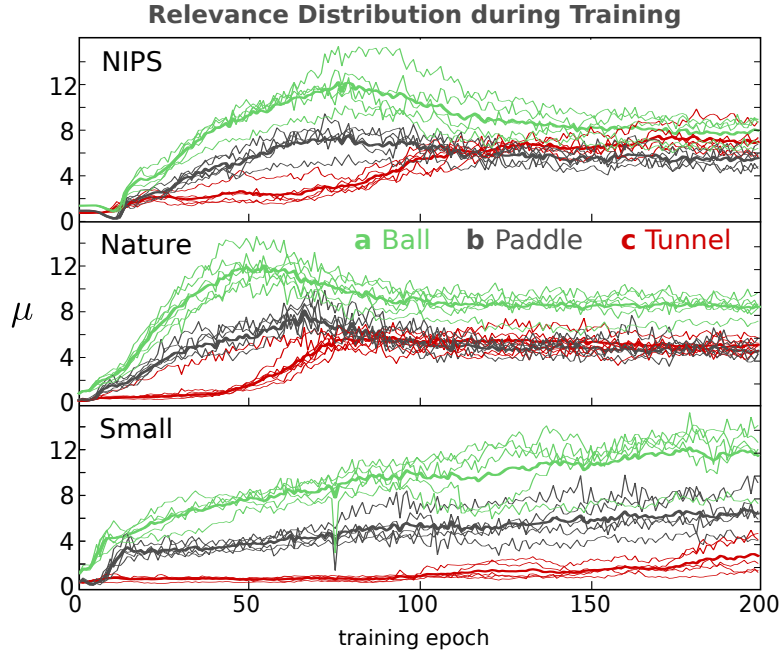 Relevance Distribution during Training
NIPS
12
8
4
0
Nature
a Ball b Paddle c Tunnel
12
8
4
0
μ
Small
12
8
4
0
0 50 100 150 200
training epoch